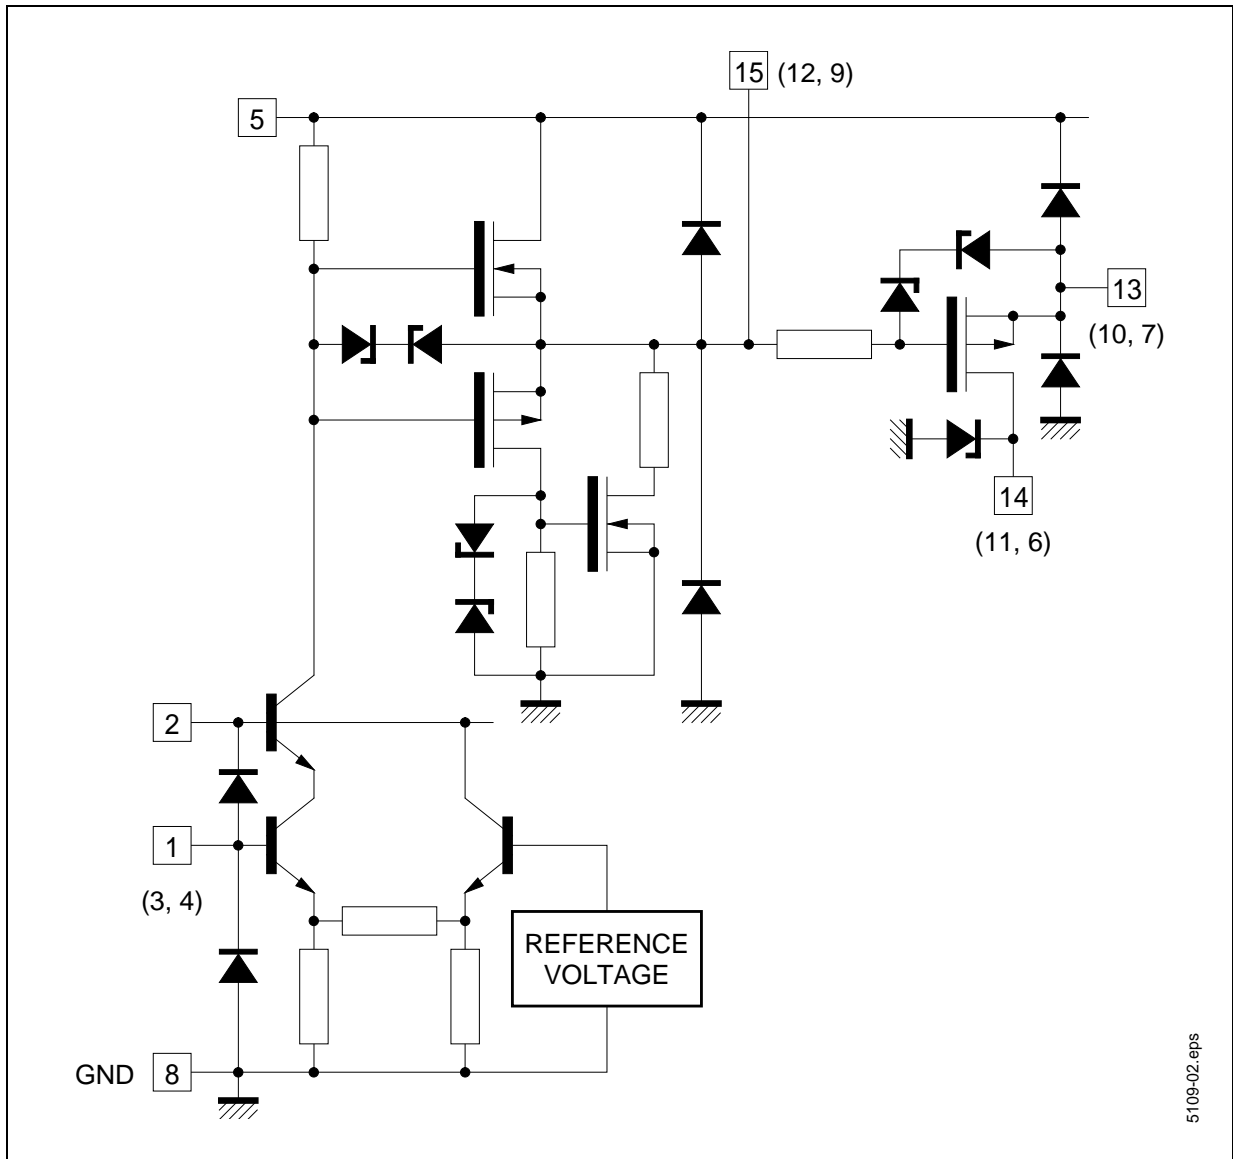 15 (12, 9)
5
13
(10, 7)
14
(11, 6)
2
1
(3, 4)
REFERENCE
VOLTAGE
GND 8
5109-02.eps